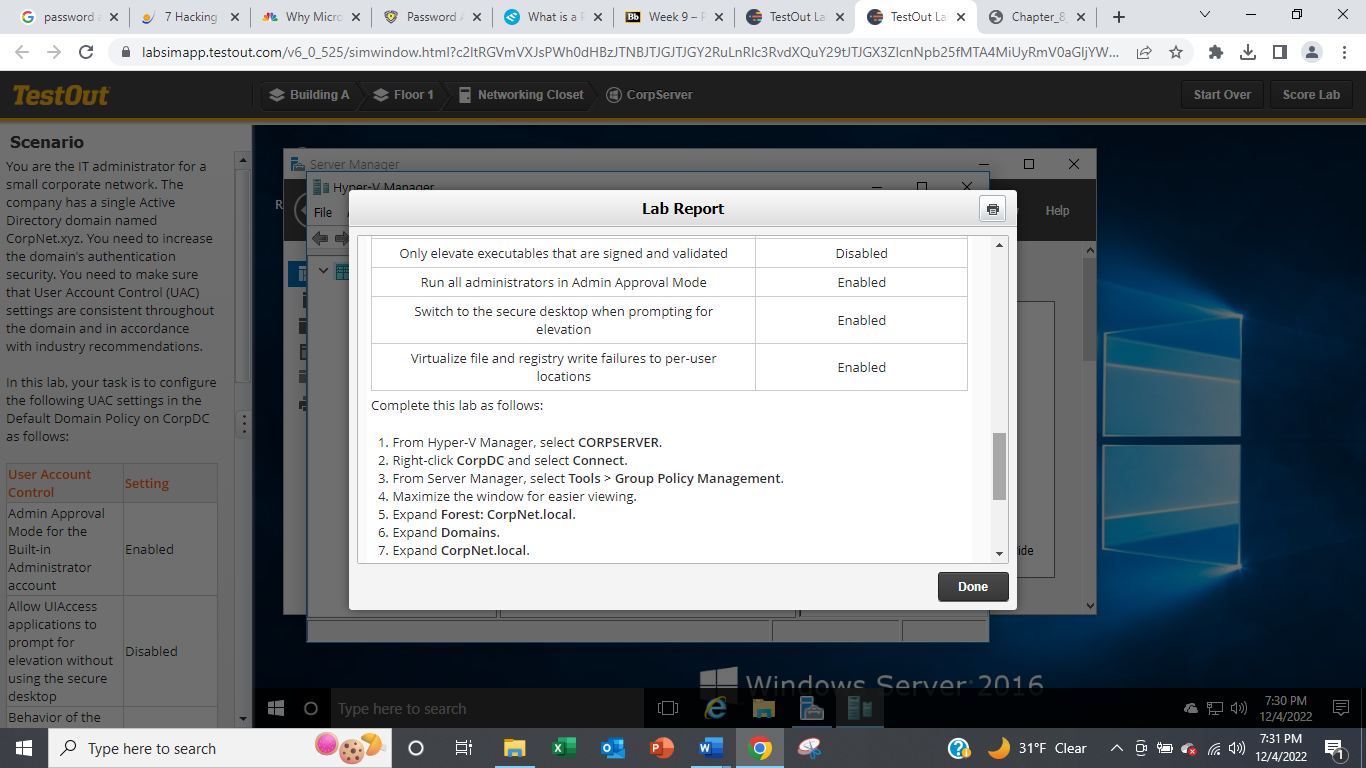 password a
7 Hacking
Why Micro
Password A
What is a P
Bb Week 9 – P
TestOut La
TestOut La
Chapter_8_
TestOut
Building A
Floor 1
Networking Closet
CorpServer
Start Over
Score Lab
Scenario
You are the IT administrator for a
small corporate network. The
company has a single Active
Directory domain named
CorpNet.xyz. You need to increase
the domain's authentication
security. You need to make sure
that User Account Control (UAC)
settings are consistent throughout
the domain and in accordance
with industry recommendations.
In this lab, your task is to configure
the following UAC settings in the
Default Domain Policy on CorpDC
as follows:
User Account
Control
Setting
Admin Approval
Mode for the
Built-in
Administrator
account
Enabled
Allow UIAccess
applications to
prompt for
elevation without
using the secure
desktop
Disabled
Behavior of the
Server Manager
Hyper-V Manager
File
Help
Lab Report
Only elevate executables that are signed and validated
Disabled
Run all administrators in Admin Approval Mode
Enabled
Switch to the secure desktop when prompting for
elevation
Enabled
Virtualize file and registry write failures to per-user
locations
Enabled
Complete this lab as follows:
1. From Hyper-V Manager, select CORPSERVER.
2. Right-click CorpDC and select Connect.
3. From Server Manager, select Tools > Group Policy Management.
4. Maximize the window for easier viewing.
5. Expand Forest: CorpNet.local.
6. Expand Domains.
7. Expand CorpNet.local.
Done
Windows Server 2016
Type here to search
7:30 PM
12/4/2022
Type here to search
31°F Clear
7:31 PM
12/4/2022
1